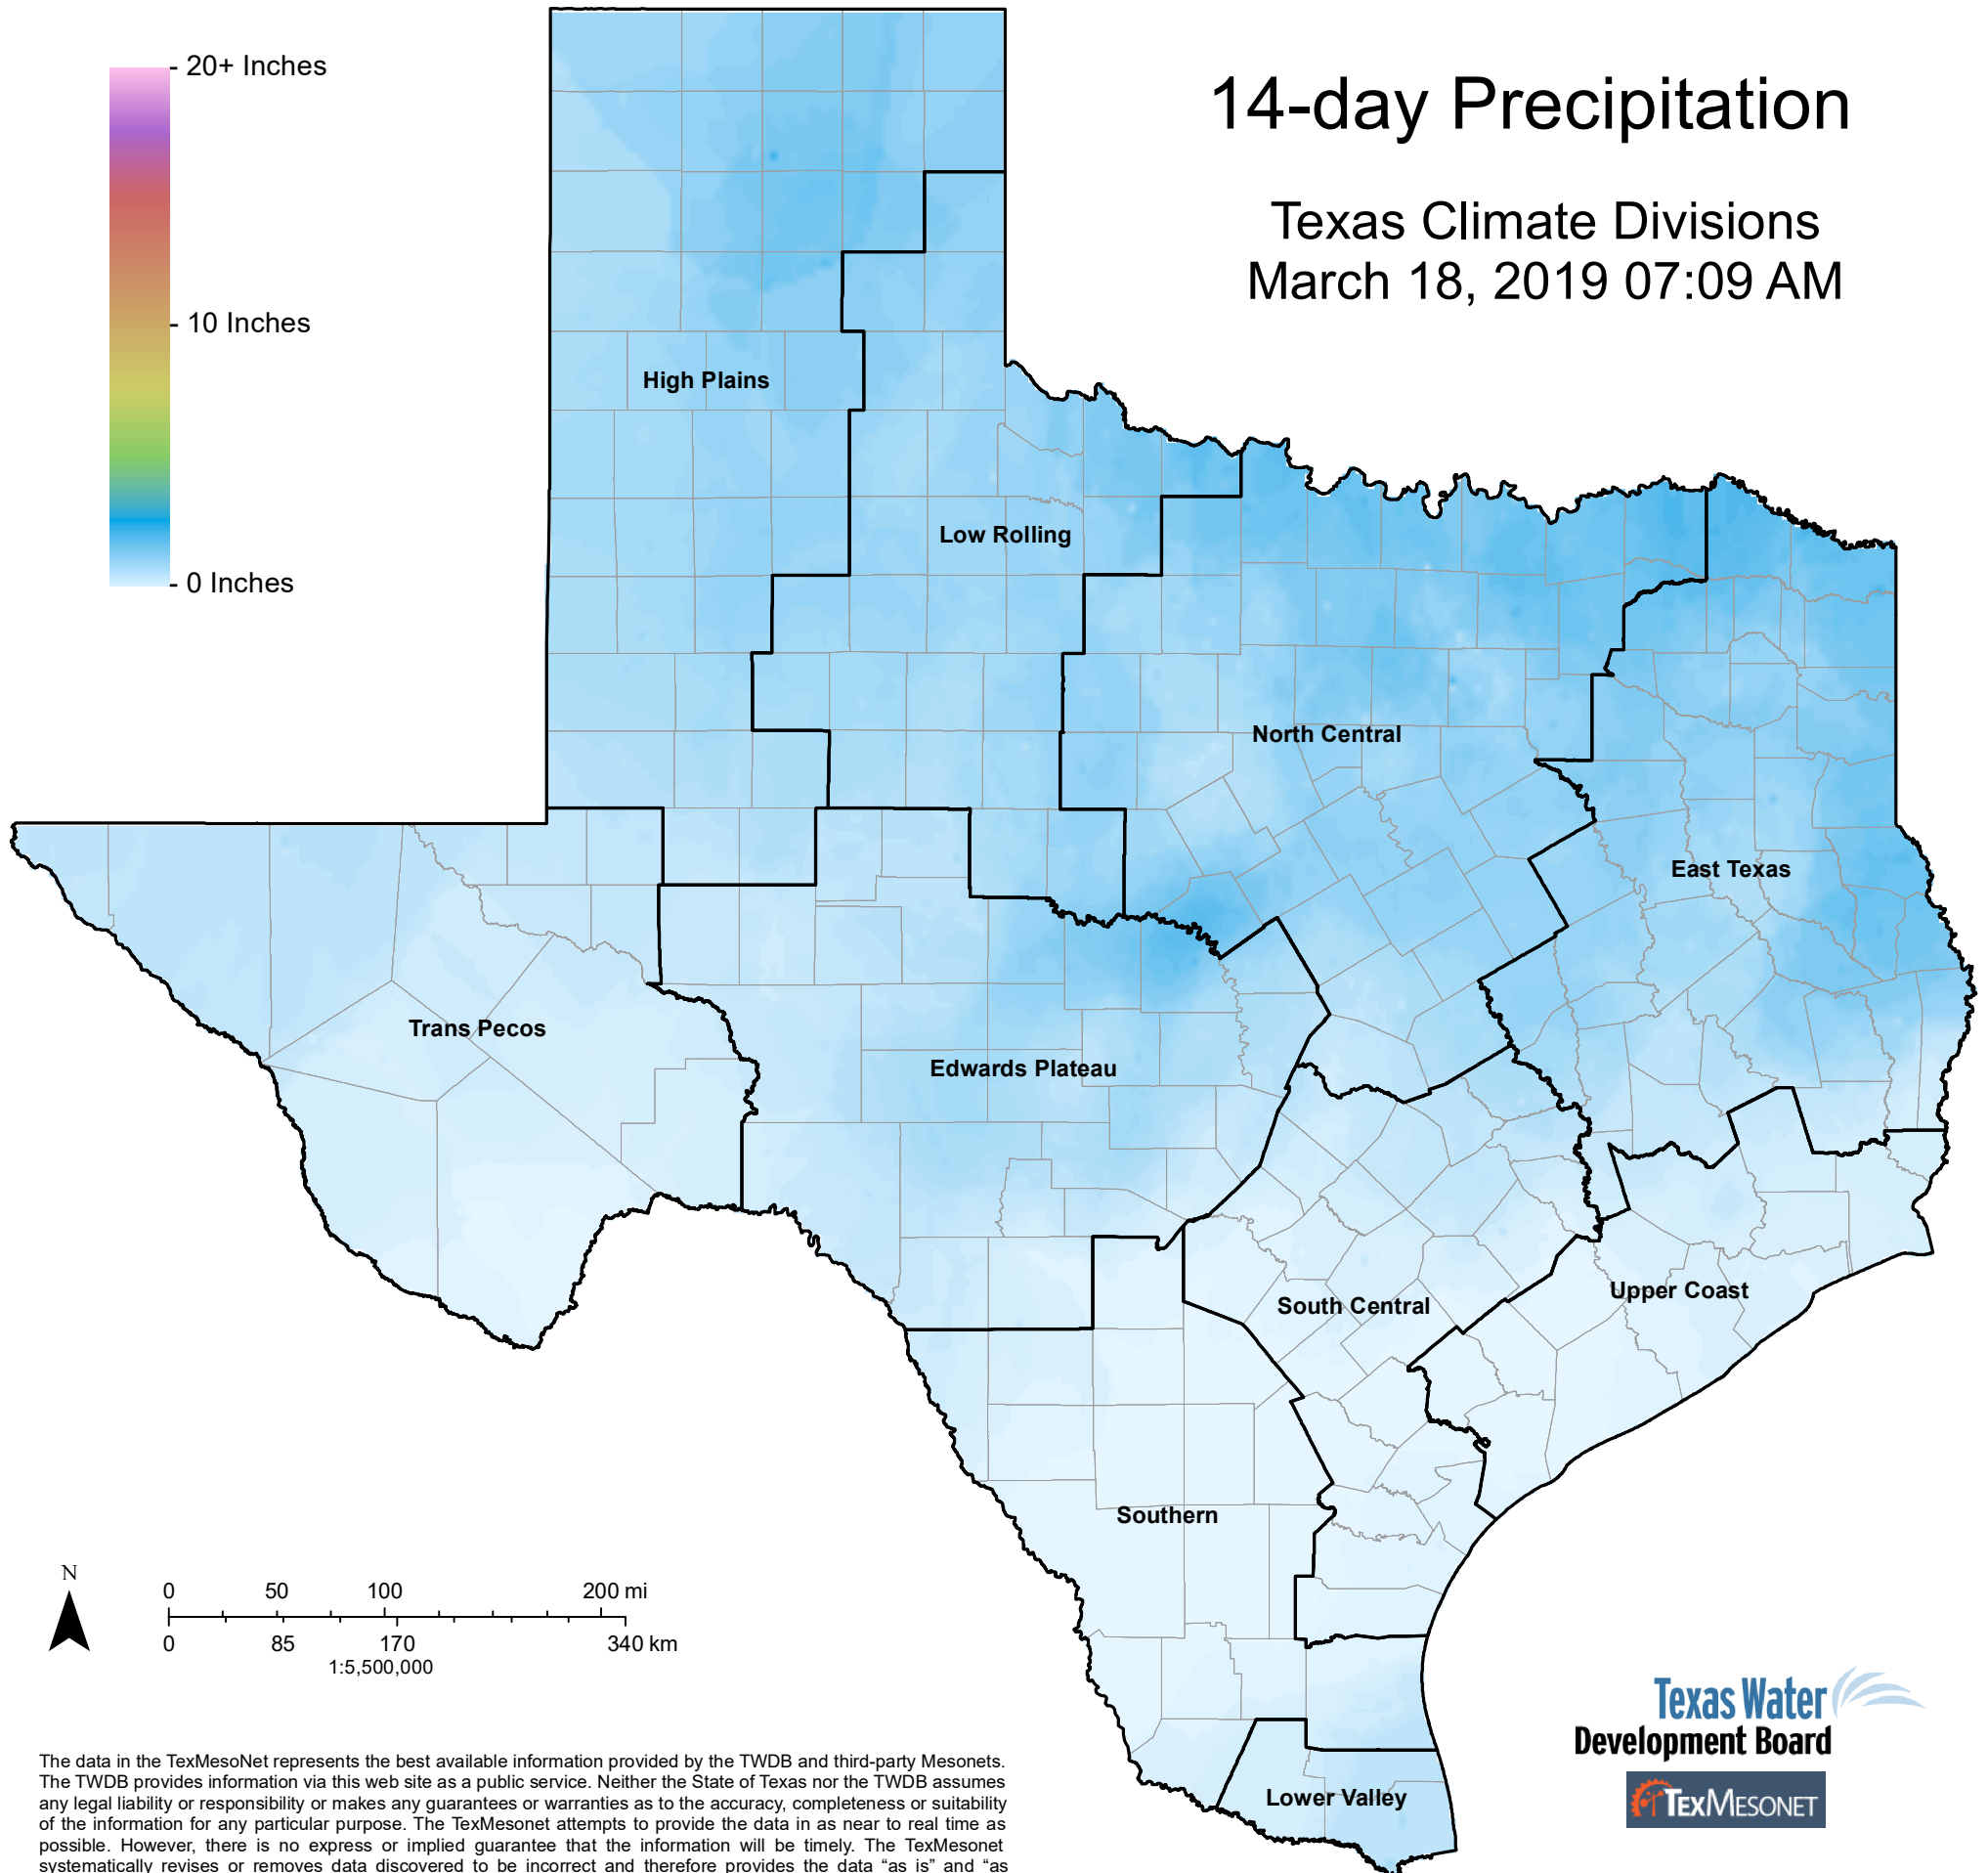 20+ Inches
10 Inches
0 Inches
14-day Precipitation
Texas Climate Divisions
March 18, 2019 07:09 AM
High Plains
Low Rolling
North Central
East Texas
Trans Pecos
Edwards Plateau
South Central
Upper Coast
Southern
Lower Valley
N
0 50 100 200 mi
0 85 170 340 km
1:5,500,000
Texas Water
Development Board
TEXMESONET
The data in the TexMesoNet represents the best available information provided by the TWDB and third-party Mesonets.
The TWDB provides information via this web site as a public service. Neither the State of Texas nor the TWDB assumes
any legal liability or responsibility or makes any guarantees or warranties as to the accuracy, completeness or suitability
of the information for any particular purpose. The TexMesonet attempts to provide the data in as near to real time as
possible. However, there is no express or implied guarantee that the information will be timely. The TexMesonet
systematically revises or removes data discovered to be incorrect and therefore provides the data “as is” and “as